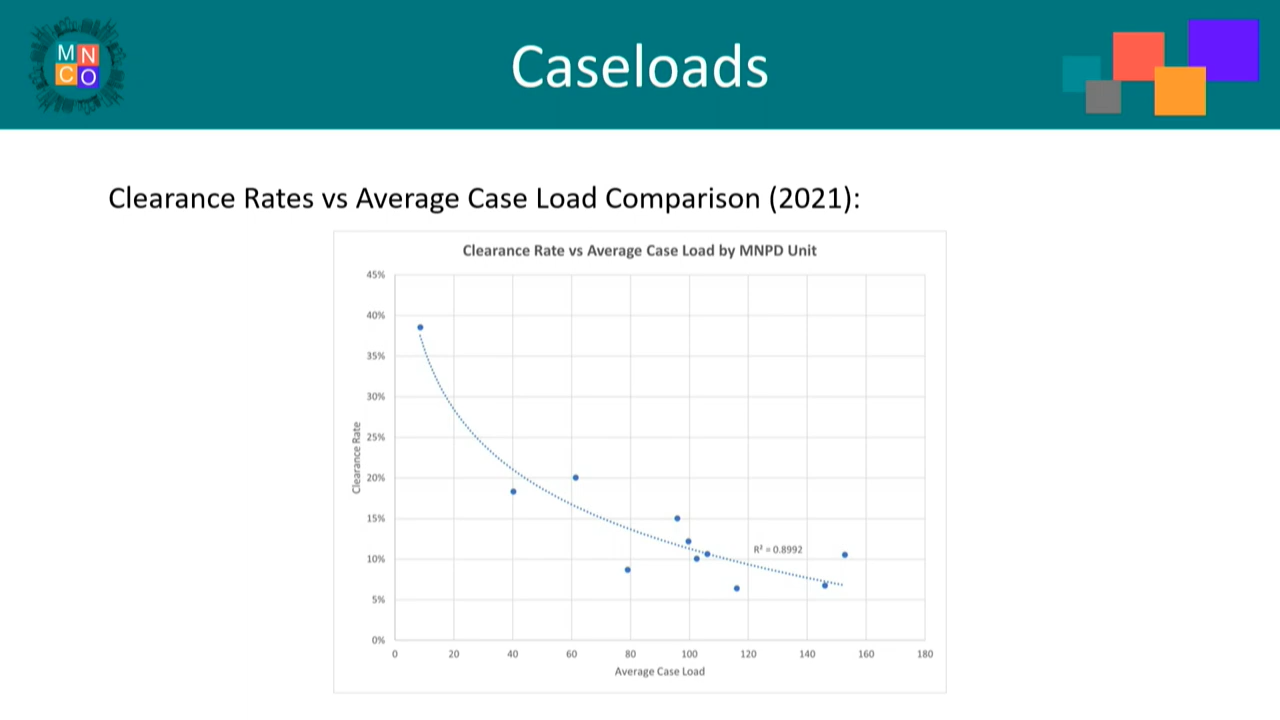 M N
C O
Caseloads
Clearance Rates vs Average Case Load Comparison (2021):
Clearance Rate vs Average Case Load by MNPD Unit
45%
40%
35%
30%
25%
20%
15%
10%
5%
0%
Clearance Rate
R² = 0.8992
0 20 40 60 80 100 120 140 160 180
Average Case Load